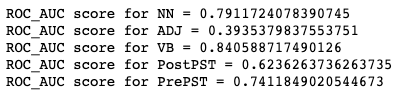 ROC_AUC score for NN = 0.7911724078390745
ROC_AUC score for ADJ = 0.3935379837553751
ROC_AUC score for VB = 0.840588717490126
ROC_AUC score for PostPST = 0.6236263736263735
ROC_AUC score for PrePST = 0.7411849020544673